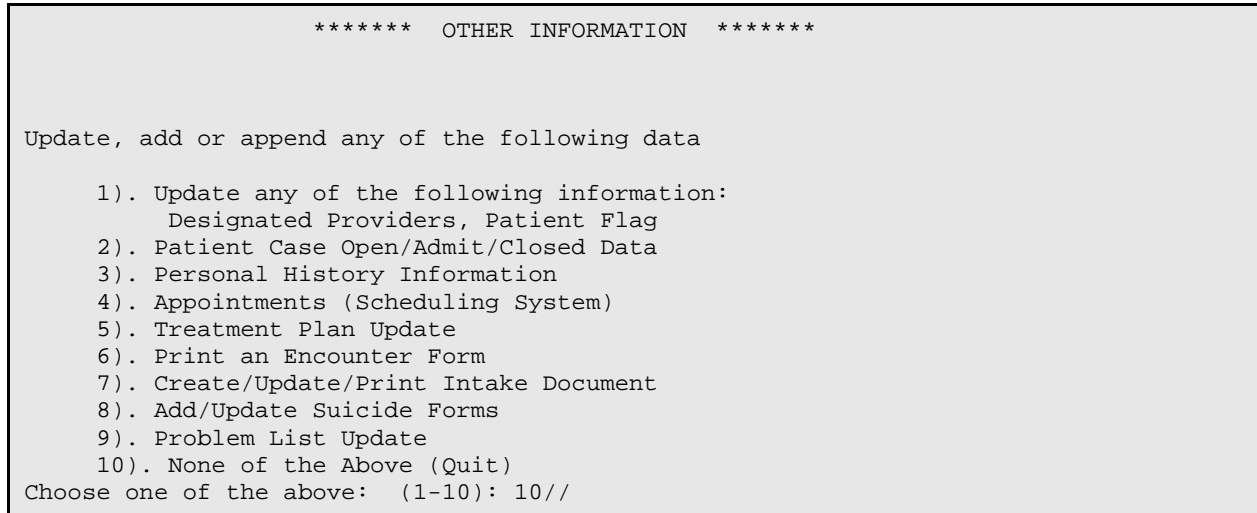 ******* OTHER INFORMATION *******
Update, add or append any of the following data
1). Update any of the following information:
Designated Providers, Patient Flag
2). Patient Case Open/Admit/Closed Data
3). Personal History Information
4). Appointments (Scheduling System)
5). Treatment Plan Update
6). Print an Encounter Form
7). Create/Update/Print Intake Document
8). Add/Update Suicide Forms
9). Problem List Update
10). None of the Above (Quit)
Choose one of the above: (1-10): 10//